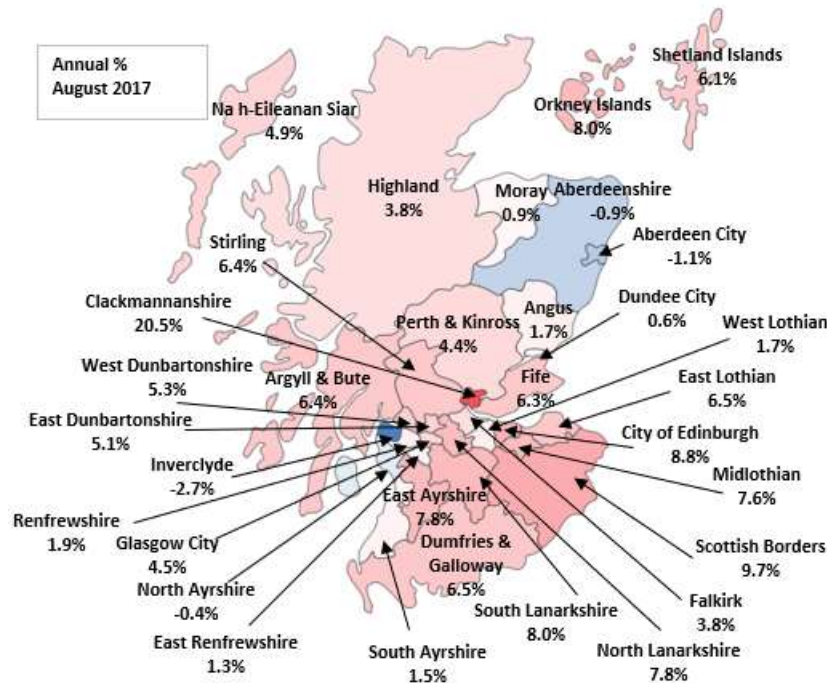 Annual %
August 2017
Shetland Islands
6.1%
Orkney Islands
8.0%
Na h-Eileanan Siar
4.9%
Highland
3.8%
Moray
0.9%
Aberdeenshire
-0.9%
Aberdeen City
-1.1%
Stirling
6.4%
Clackmannanshire
20.5%
Perth & Kinross
4.4%
Angus
1.7%
Dundee City
0.6%
West Lothian
1.7%
West Dunbartonshire
5.3%
Argyll & Bute
6.4%
Fife
6.3%
East Lothian
6.5%
East Dunbartonshire
5.1%
City of Edinburgh
8.8%
Inverclyde
-2.7%
Midlothian
7.6%
Renfrewshire
1.9%
East Ayrshire
7.8%
Glasgow City
4.5%
Dumfries &
Galloway
6.5%
Scottish Borders
9.7%
North Ayrshire
-0.4%
South Lanarkshire
8.0%
Falkirk
3.8%
East Renfrewshire
1.3%
South Ayrshire
1.5%
North Lanarkshire
7.8%